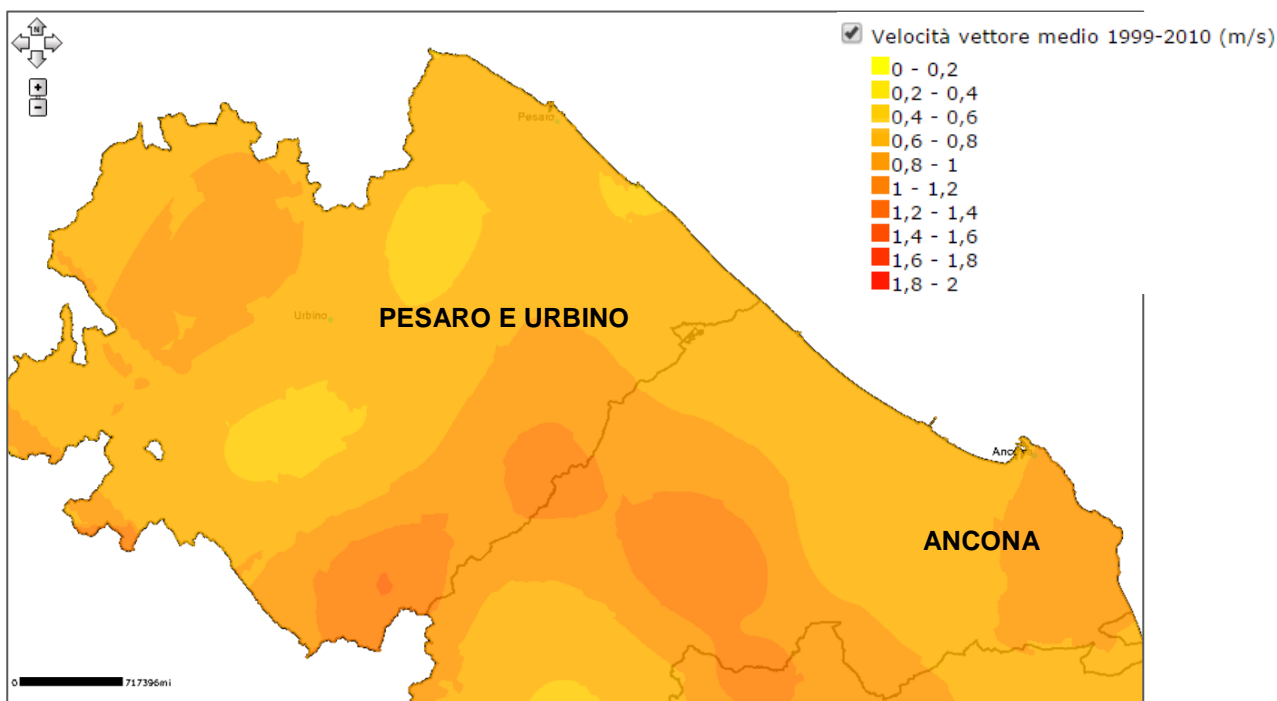 N
Velocità vettore medio 1999-2010 (m/s)
0 - 0,2
0,2 - 0,4
0,4 - 0,6
0,6 - 0,8
0,8 - 1
1 - 1,2
1,2 - 1,4
1,4 - 1,6
1,6 - 1,8
1,8 - 2
+
-
Pesaro
Urbino
PESARO E URBINO
ANCONA
0 717396mi